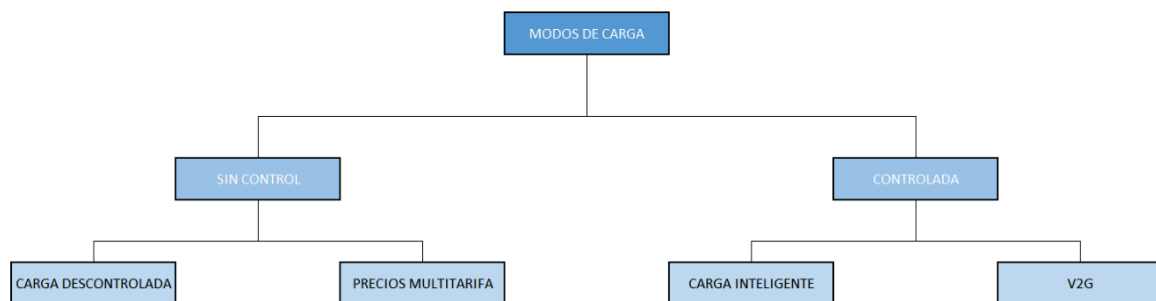 MODOS DE CARGA
SIN CONTROL
CONTROLADA
CARGA DESCONTROLADA
PRECIOS MULTITARIFA
CARGA INTELIGENTE
V2G